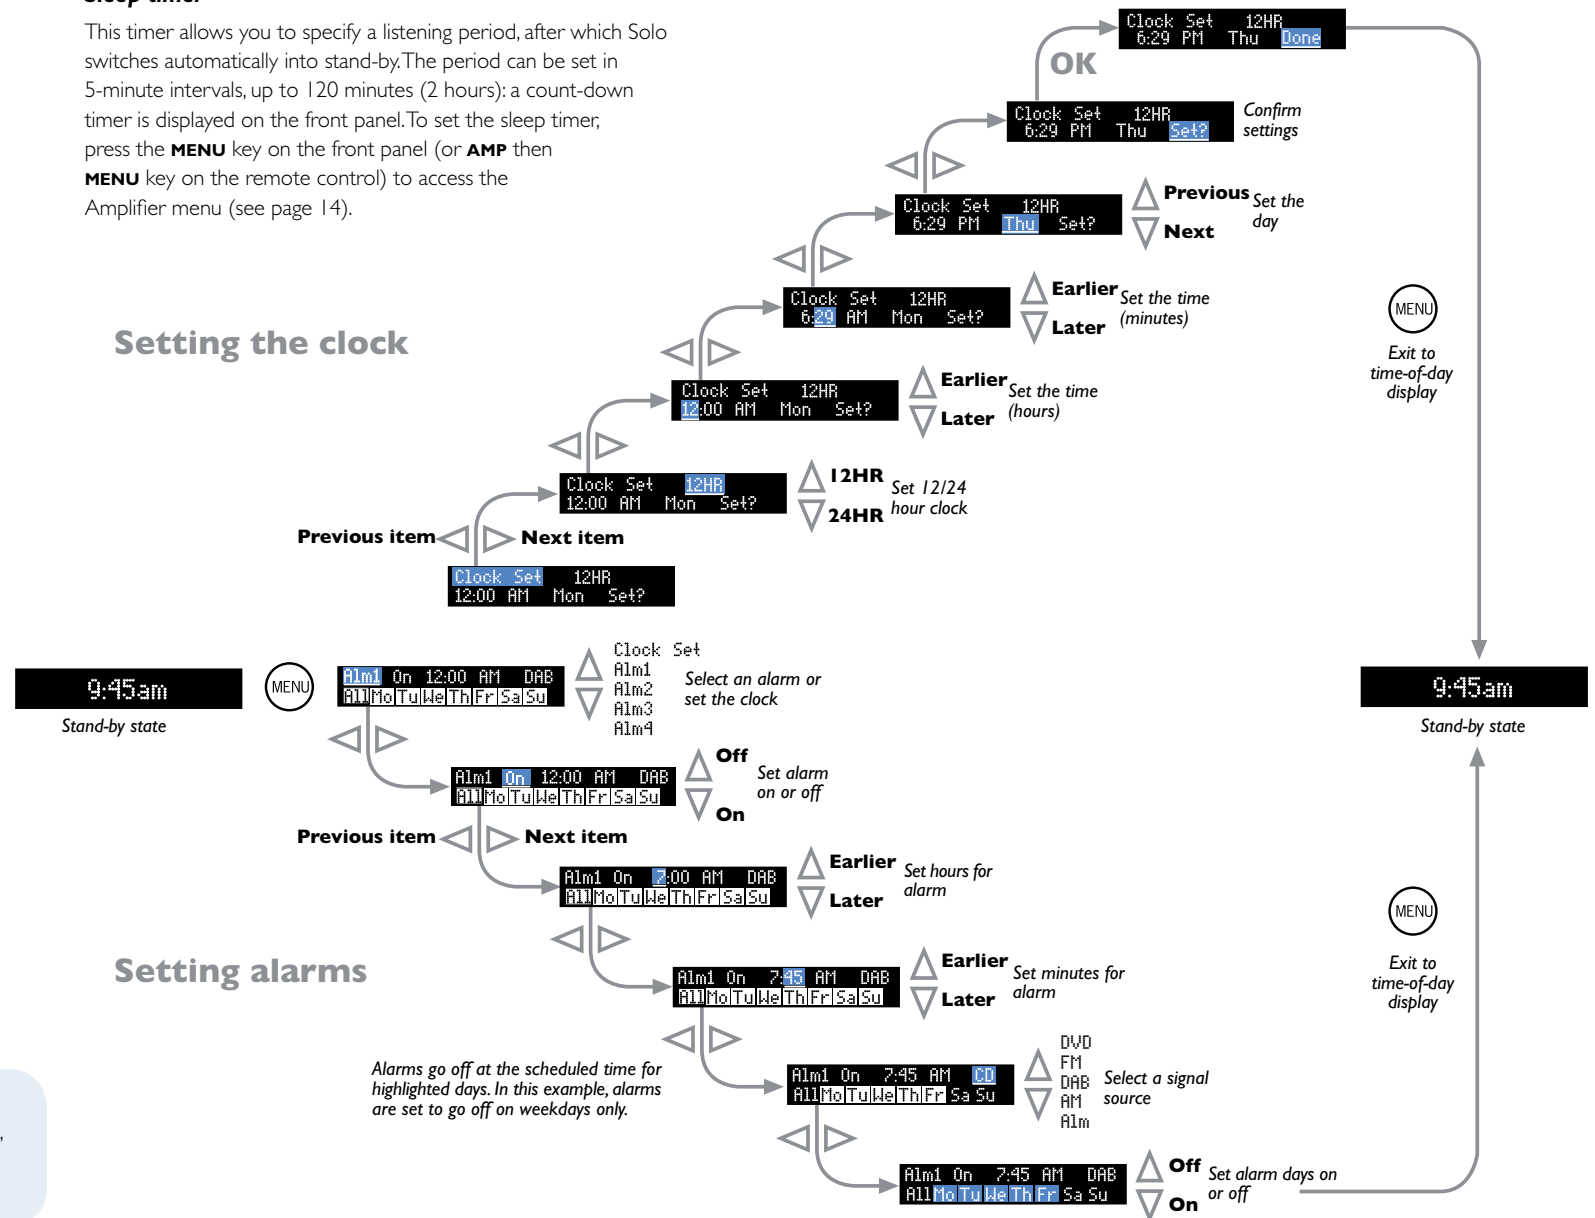 This timer allows you to specify a listening period, after which Solo
switches automatically into stand-by. The period can be set in
5-minute intervals, up to 120 minutes (2 hours): a count-down
timer is displayed on the front panel. To set the sleep timer,
press the MENU key on the front panel (or AMP then
MENU key on the remote control) to access the
Amplifier menu (see page 14).
Clock Set 12HR
6:29 PM Thu Done
OK
Clock Set 12HR
6:29 PM Thu Set?
Confirm
settings
Clock Set 12HR
6:29 PM Thu Set?
Previous
Next
Set the
day
Clock Set 12HR
6:29 AM Mon Set?
Earlier
Later
Set the time
(minutes)
Setting the clock
Clock Set 12HR
12:00 AM Mon Set?
Earlier
Later
Set the time
(hours)
Clock Set 12HR
12:00 AM Mon Set?
12HR
24HR
Set 12/24
hour clock
Previous item
Next item
Clock Set 12HR
12:00 AM Mon Set?
MENU
Exit to
time-of-day
display
9:45am
Stand-by state
MENU
Alm1 On 12:00 AM DAB
All Mo Tu We Th Fr Sa Su
Clock Set
Alm1
Alm2
Alm3
Alm4
Select an alarm or
set the clock
9:45am
Stand-by state
Alm1 On 12:00 AM DAB
All Mo Tu We Th Fr Sa Su
Off
On
Set alarm
on or off
Previous item
Next item
Alm1 On 7:00 AM DAB
All Mo Tu We Th Fr Sa Su
Earlier
Later
Set hours for
alarm
Setting alarms
Alm1 On 7:45 AM DAB
All Mo Tu We Th Fr Sa Su
Earlier
Later
Set minutes for
alarm
MENU
Exit to
time-of-day
display
Alarms go off at the scheduled time for
highlighted days. In this example, alarms
are set to go off on weekdays only.
Alm1 On 7:45 AM CD
All Mo Tu We Th Fr Sa Su
DVD
FM
DAB
AM
Alm
Select a signal
source
Alm1 On 7:45 AM DAB
All Mo Tu We Th Fr Sa Su
Off
On
Set alarm days on
or off